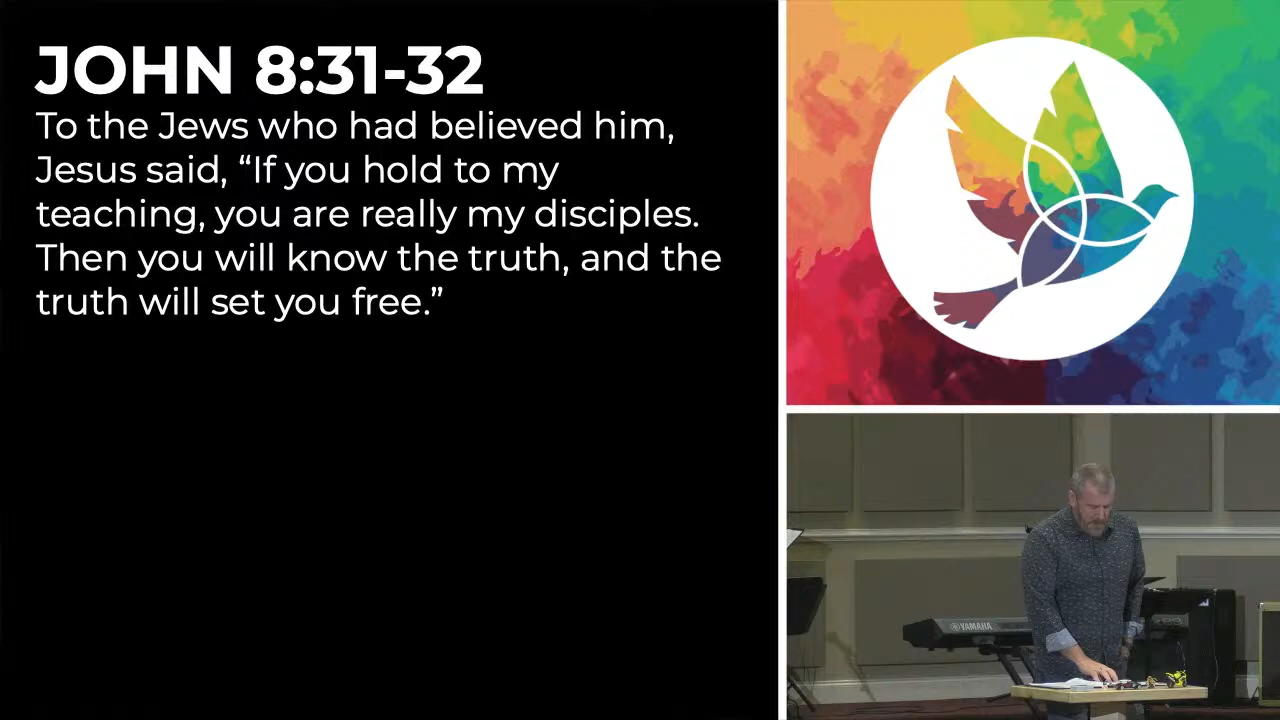 JOHN 8:31-32
To the Jews who had believed him,
Jesus said, “If you hold to my
teaching, you are really my disciples.
Then you will know the truth, and the
truth will set you free.”
YAMAHA